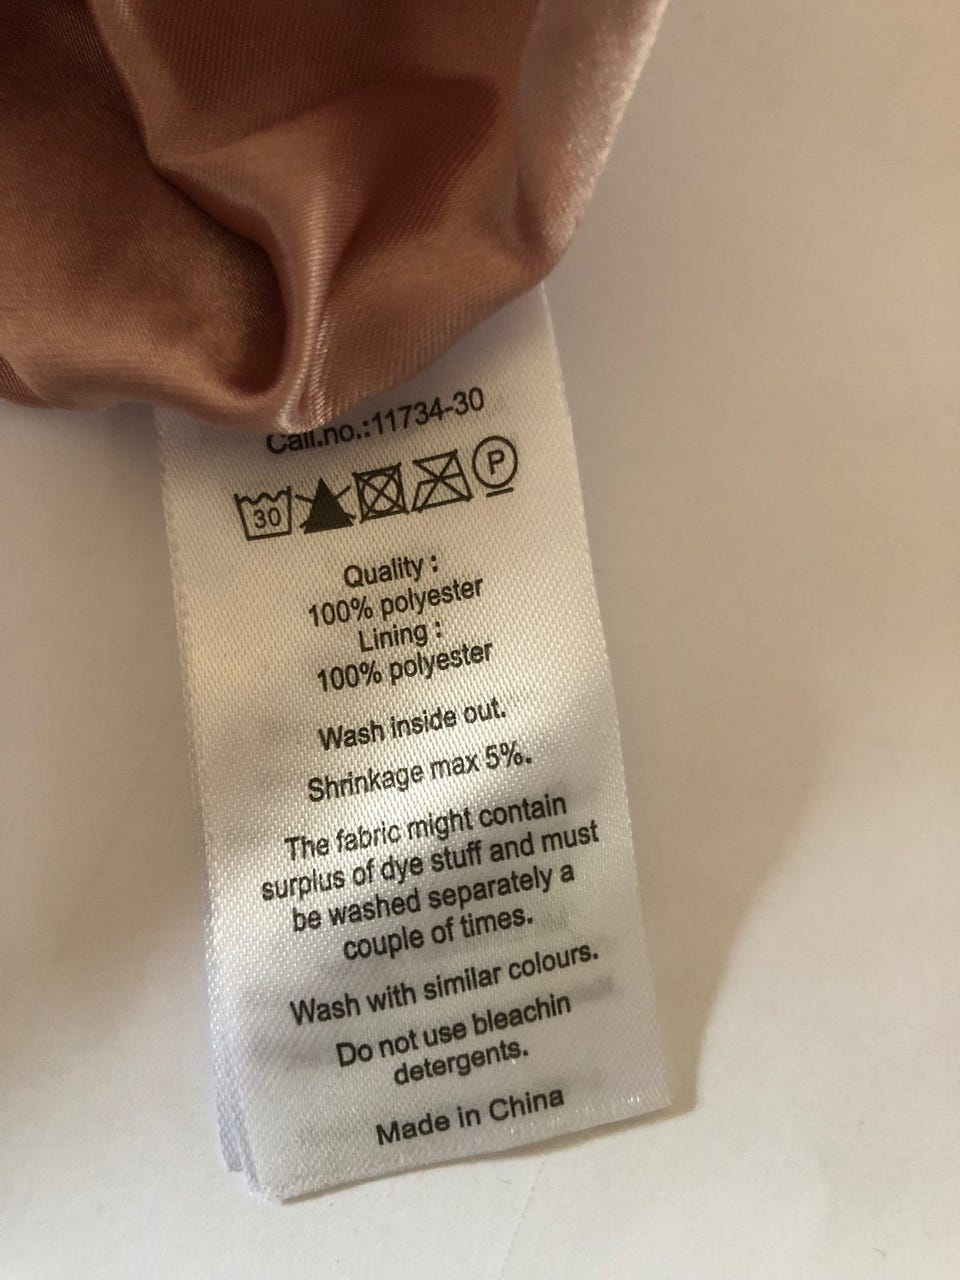 Call.no.:11734-30
30 P
Quality :
100% polyester
Lining :
100% polyester
Wash inside out.
Shrinkage max 5%.
The fabric might contain
surplus of dye stuff and must
be washed separately a
couple of times.
Wash with similar colours.
Do not use bleachin
detergents.
Made in China